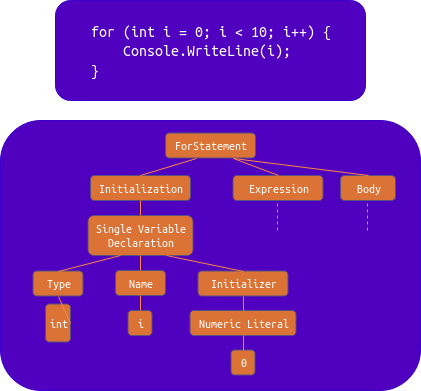 for (int i = 0; i < 10; i++) {
    Console.WriteLine(i);
}
ForStatement
Initialization
Expression
Body
Single Variable
Declaration
Type
Name
Initializer
int
i
Numeric Literal
0